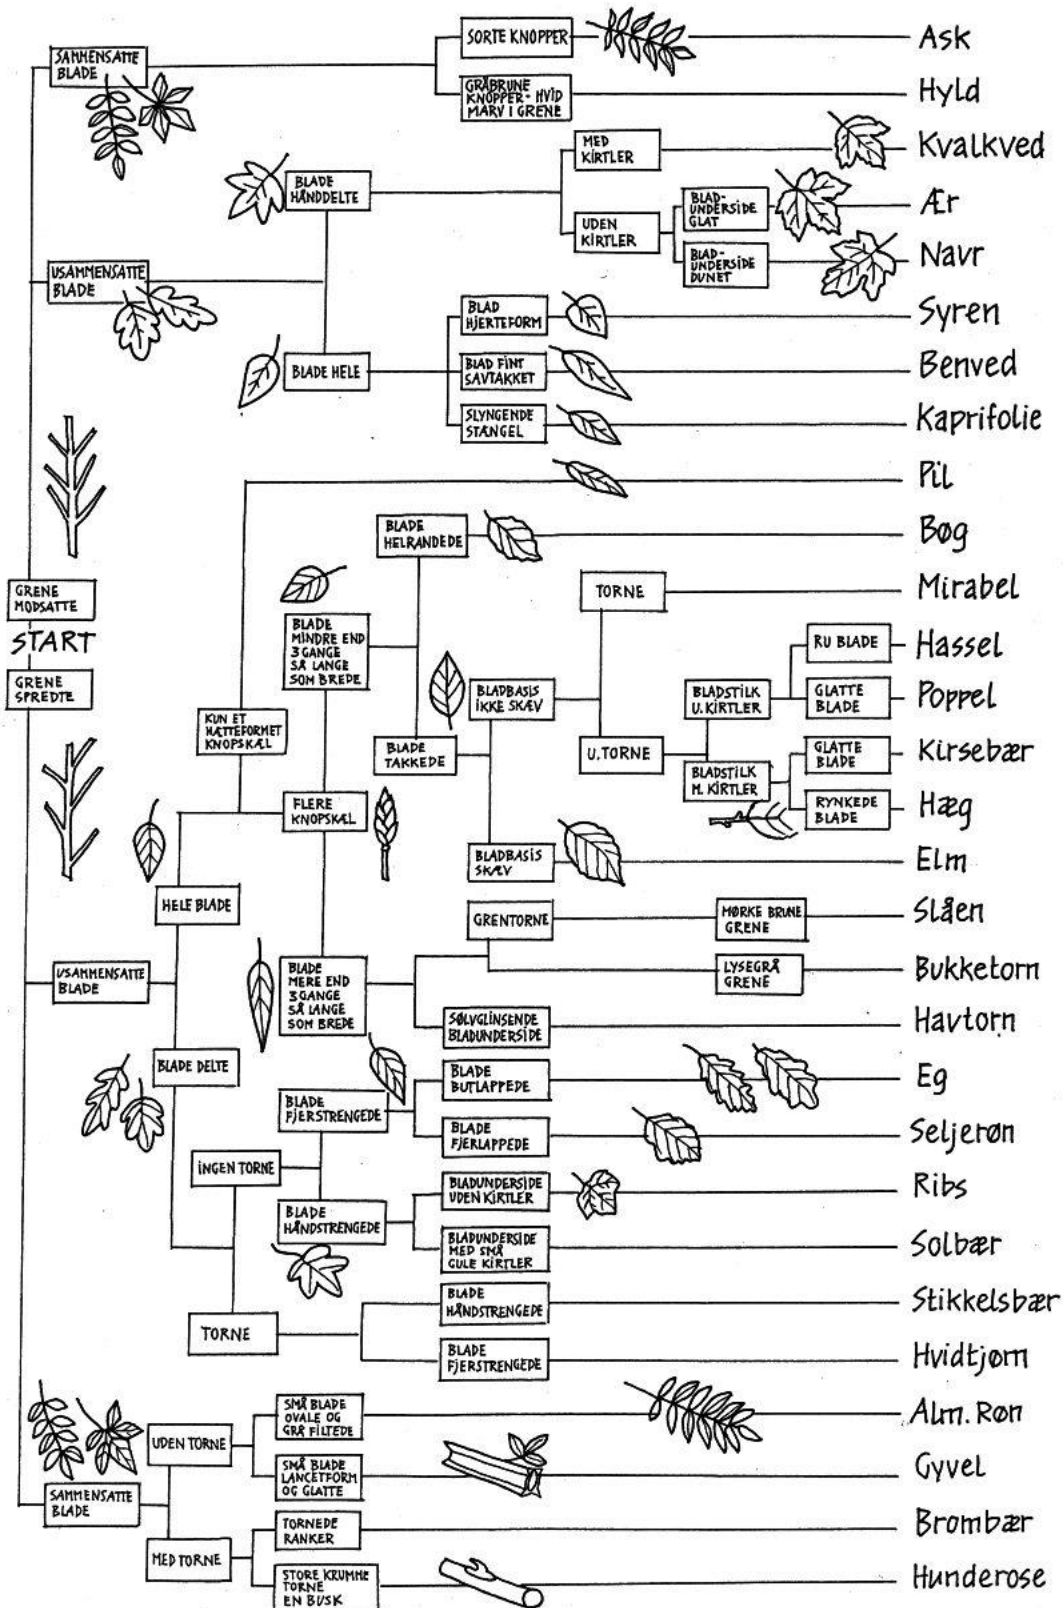 SAMMENSATTE
BLADE
SORTE KNOPPER
Ask
GRÅBRUNE
KNOPPER - HVID
MARV I GRENE
Hyld
USAMMENSATTE
BLADE
BLADE
HÅNDDELTE
MED
KIRTLER
Kvalkved
UDEN
KIRTLER
BLAD-
UNDERSIDE
GLAT
Ær
BLAD-
UNDERSIDE
DUNET
Navr
BLADE HELE
BLAD
HJERTEFORM
Syren
BLAD FINT
SAVTAKKET
Benved
SLYNGENDE
STÆNGEL
Kaprifolie
GRENE
MODSATTE
START
GRENE
SPREDTE
Pil
KUN ET
HÆTTEFORMET
KNOPSKÆL
BLADE
HELRANDEDE
Bøg
BLADE
MINDRE END
3 GANGE
SÅ LANGE
SOM BREDE
BLADE
TAKKEDE
BLADBASIS
IKKE SKÆV
TORNE
Mirabel
U. TORNE
BLADSTILK
U. KIRTLER
RU BLADE
Hassel
GLATTE
BLADE
Poppel
BLADSTILK
M. KIRTLER
GLATTE
BLADE
Kirsebær
RYNKEDE
BLADE
Hæg
FLERE
KNOPSKÆL
BLADBASIS
SKÆV
Elm
HELE BLADE
GRENTORNE
MØRKE BRUNE
GRENE
Slåen
USAMMENSATTE
BLADE
BLADE
MERE END
3 GANGE
SÅ LANGE
SOM BREDE
LYSEGRÅ
GRENE
Bukketorn
SØLVGLINSENDE
BLADUNDERSIDE
Havtorn
BLADE DELTE
BLADE
FJERSTRENGEDE
BLADE
BUTLAPPEDE
Eg
BLADE
FJERLAPPEDE
Seljerøn
INGEN TORNE
BLADE
HÅNDSTRENGEDE
BLADUNDERSIDE
UDEN KIRTLER
Ribs
BLADUNDERSIDE
MED SMÅ
GULE KIRTLER
Solbær
TORNE
BLADE
HÅNDSTRENGEDE
Stikkelsbær
BLADE
FJERSTRENGEDE
Hvidtjørn
UDEN TORNE
SMÅ BLADE
OVALE OG
GRÅ FILTEDE
Alm. Røn
SMÅ BLADE
LANCETFORM
OG GLATTE
Gyvel
SAMMENSATTE
BLADE
MED TORNE
TORNEDE
RANKER
Brombær
STORE KRUMME
TORNE
EN BUSK
Hunderose